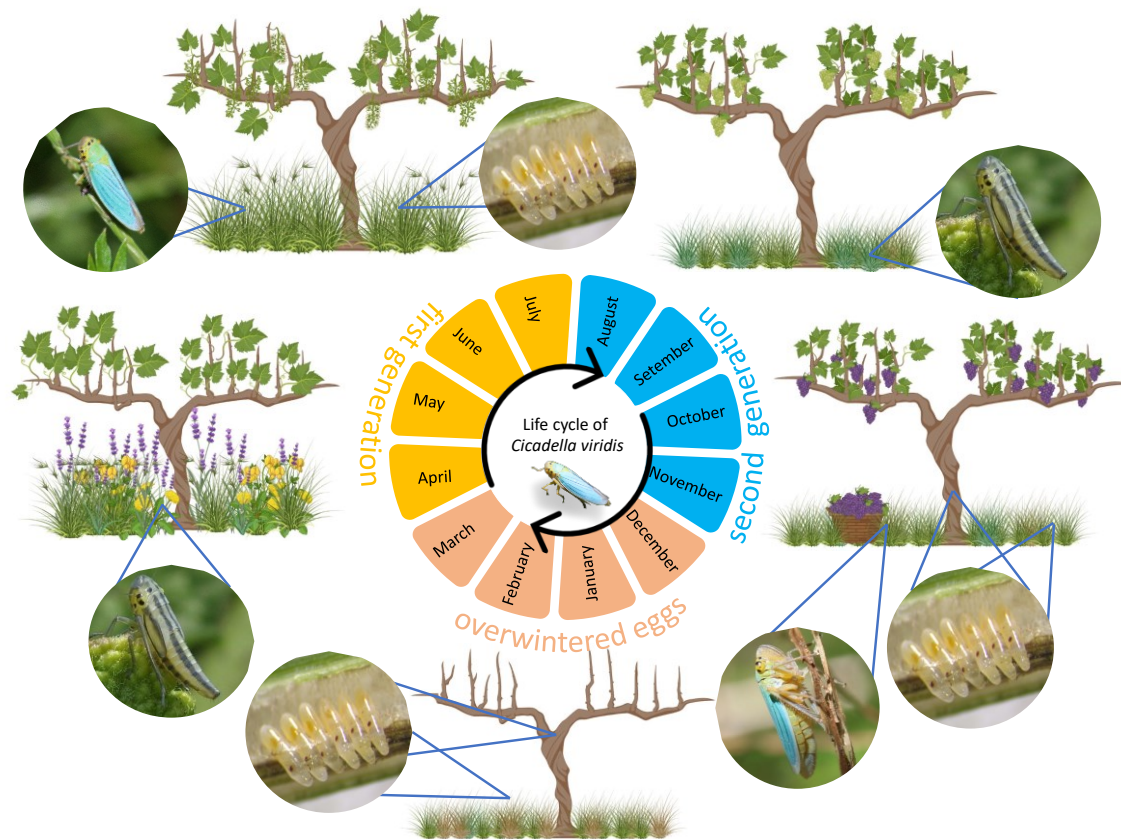 first generation
July
August
June
Setember
May
October
April
November
March
December
February
January
second generation
overwintered eggs
Life cycle of
Cicadella viridis